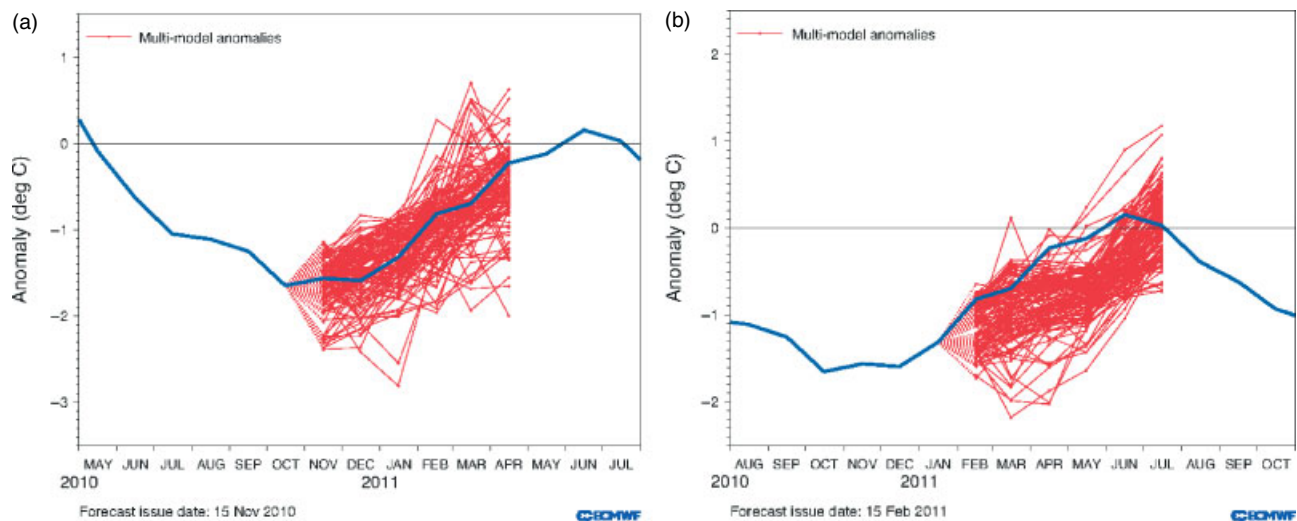 (a)
Multi-model anomalies
Anomaly (deg C)
1
0
−1
−2
−3
MAY JUN JUL AUG SEP OCT NOV DEC JAN FEB MAR APR MAY JUN JUL
2010 2011
Forecast issue date: 15 Nov 2010
ECMWF
(b)
Multi-model anomalies
Anomaly (deg C)
2
1
0
−1
−2
AUG SEP OCT NOV DEC JAN FEB MAR APR MAY JUN JUL AUG SEP OCT
2010 2011
Forecast issue date: 15 Feb 2011
ECMWF